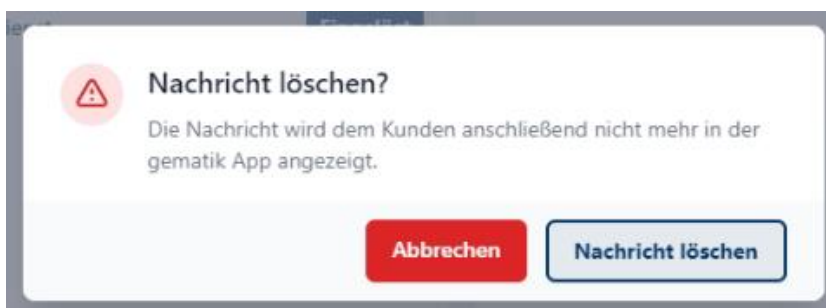 Nachricht löschen?
Die Nachricht wird dem Kunden anschließend nicht mehr in der
gematik App angezeigt.
Abbrechen
Nachricht löschen